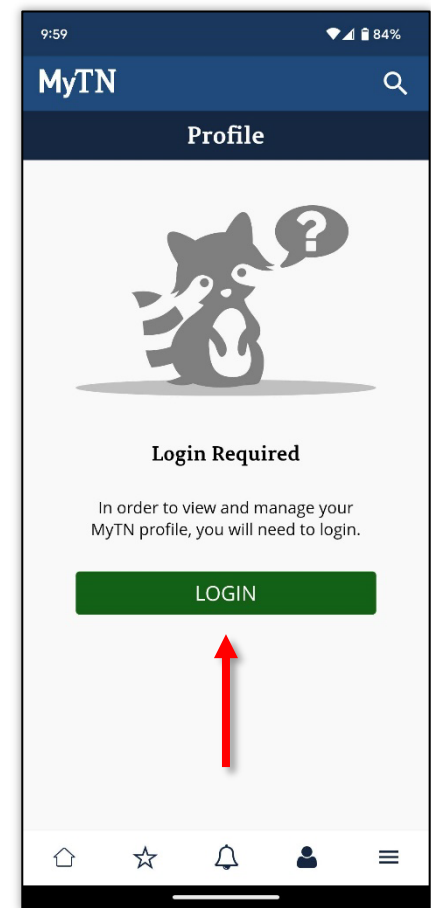 9:59 84%
MyTN
Profile
?
Login Required
In order to view and manage your
MyTN profile, you will need to login.
LOGIN